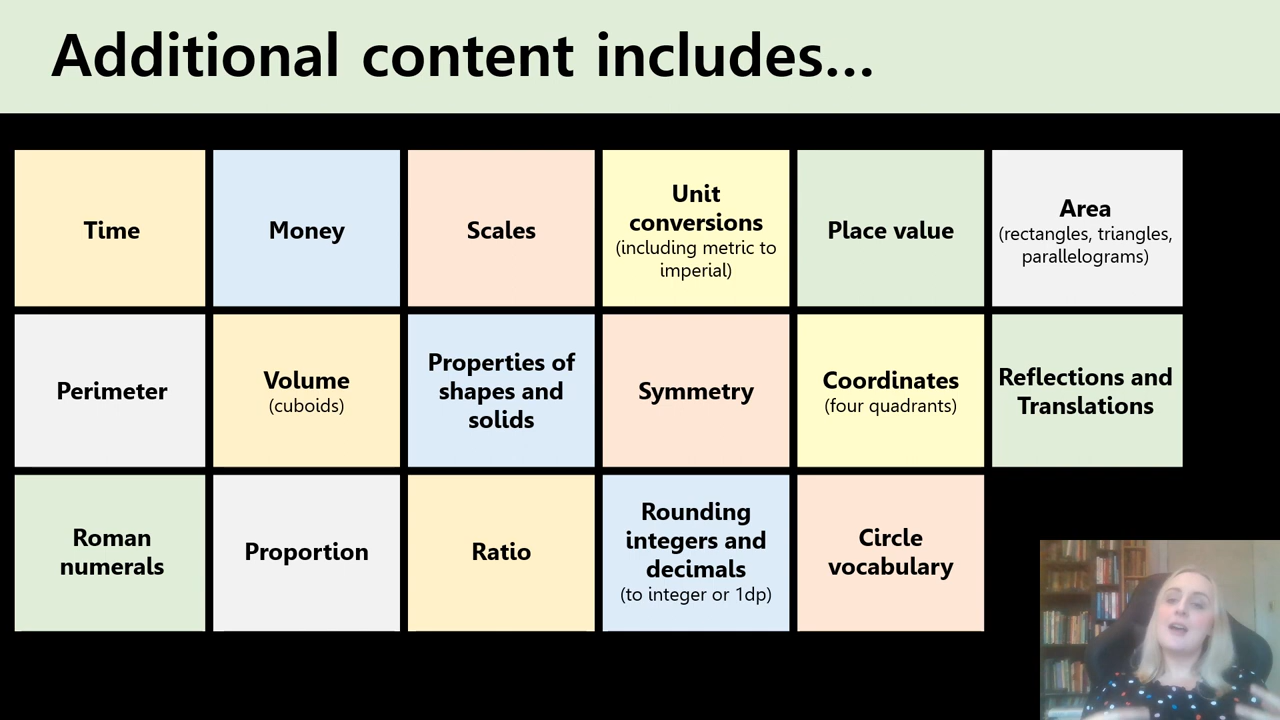 Additional content includes...
Time
Money
Scales
Unit
conversions
(including metric to
imperial)
Place value
Area
(rectangles, triangles,
parallelograms)
Perimeter
Volume
(cuboids)
Properties of
shapes and
solids
Symmetry
Coordinates
(four quadrants)
Reflections and
Translations
Roman
numerals
Proportion
Ratio
Rounding
integers and
decimals
(to integer or 1dp)
Circle
vocabulary